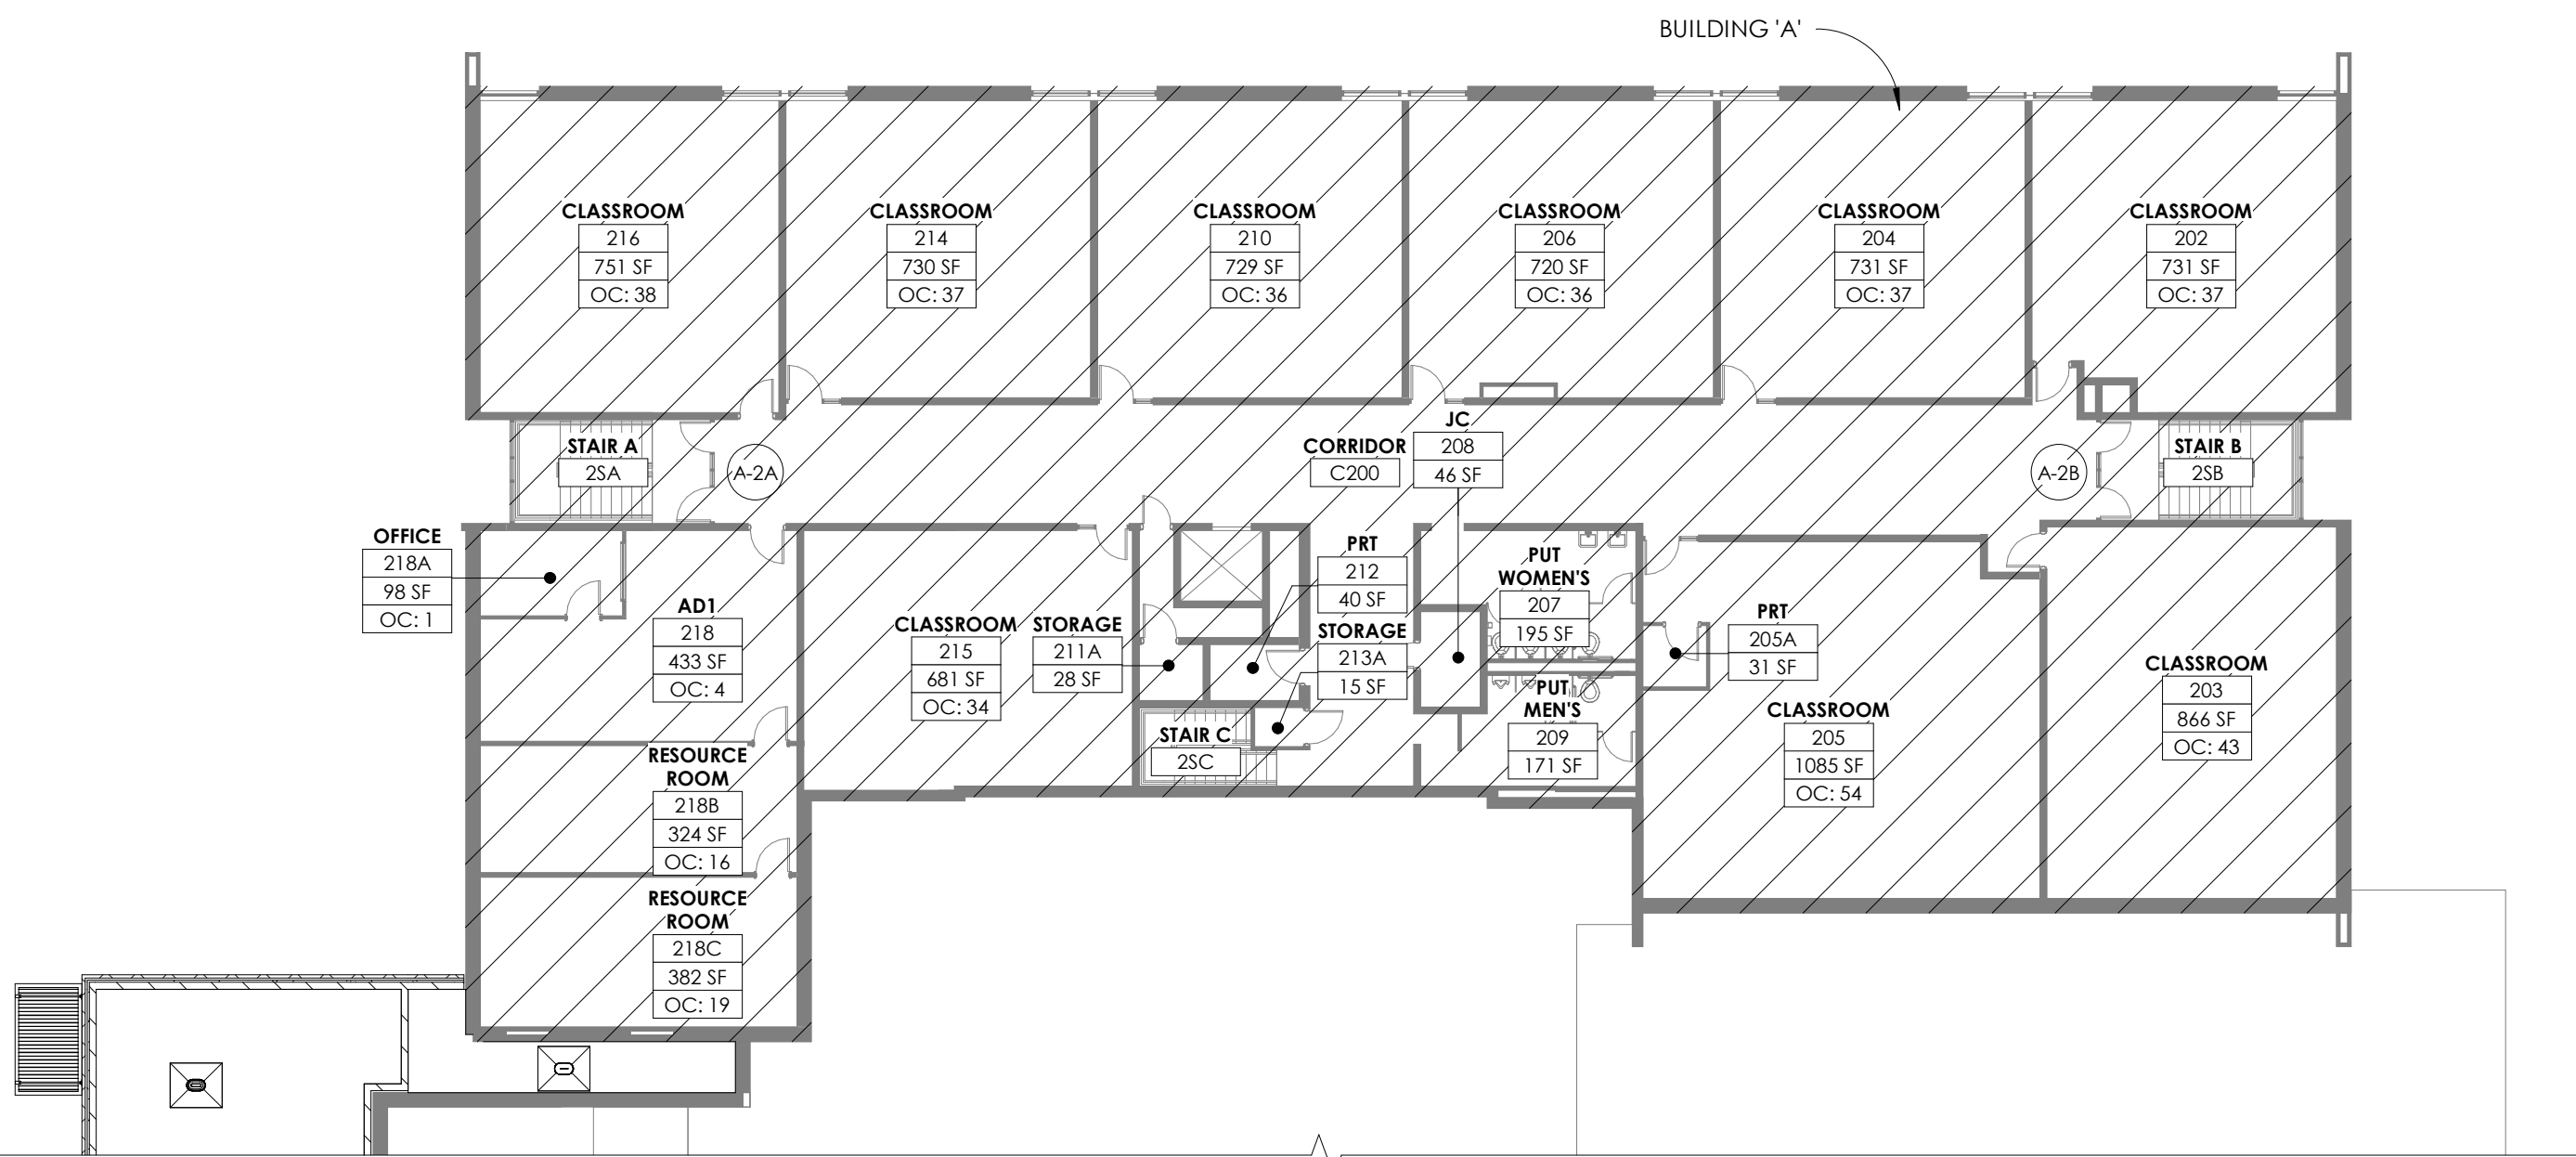 BUILDING 'A'
CLASSROOM
216
751 SF
OC: 38
CLASSROOM
214
730 SF
OC: 37
CLASSROOM
210
729 SF
OC: 36
CLASSROOM
206
720 SF
OC: 36
CLASSROOM
204
731 SF
OC: 37
CLASSROOM
202
731 SF
OC: 37
STAIR A
2SA
A-2A
CORRIDOR
C200
JC
208
46 SF
A-2B
STAIR B
2SB
OFFICE
218A
98 SF
OC: 1
AD1
218
433 SF
OC: 4
CLASSROOM
215
681 SF
OC: 34
STORAGE
211A
28 SF
PRT
212
40 SF
STORAGE
213A
15 SF
PUT
WOMEN'S
207
195 SF
PRT
205A
31 SF
CLASSROOM
203
866 SF
OC: 43
STAIR C
2SC
PUT
MEN'S
209
171 SF
CLASSROOM
205
1085 SF
OC: 54
RESOURCE
ROOM
218B
324 SF
OC: 16
RESOURCE
ROOM
218C
382 SF
OC: 19